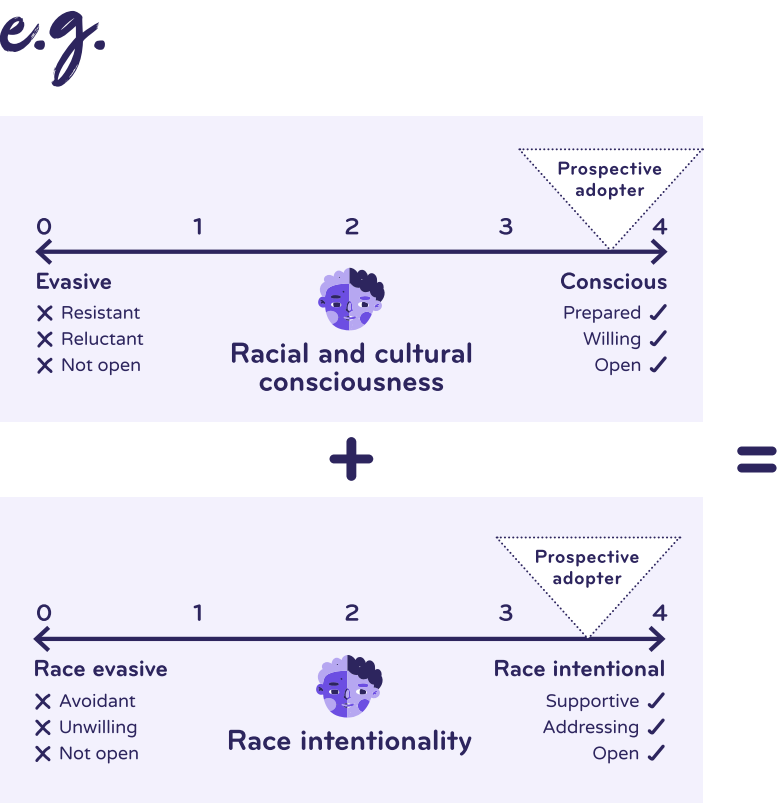 e.g.
Prospective
adopter
0 1 2 3 4
Evasive Conscious
Resistant Prepared
Reluctant Willing
Not open Open
Racial and cultural
consciousness
+ =
Prospective
adopter
0 1 2 3 4
Race evasive Race intentional
Avoidant Supportive
Unwilling Addressing
Not open Open
Race intentionality